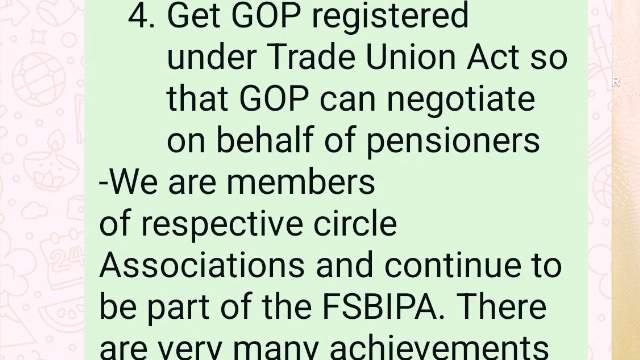 4. Get GOP registered
under Trade Union Act so
that GOP can negotiate
on behalf of pensioners
-We are members
of respective circle
Associations and continue to
be part of the FSBIPA. There
are very many achievements
R